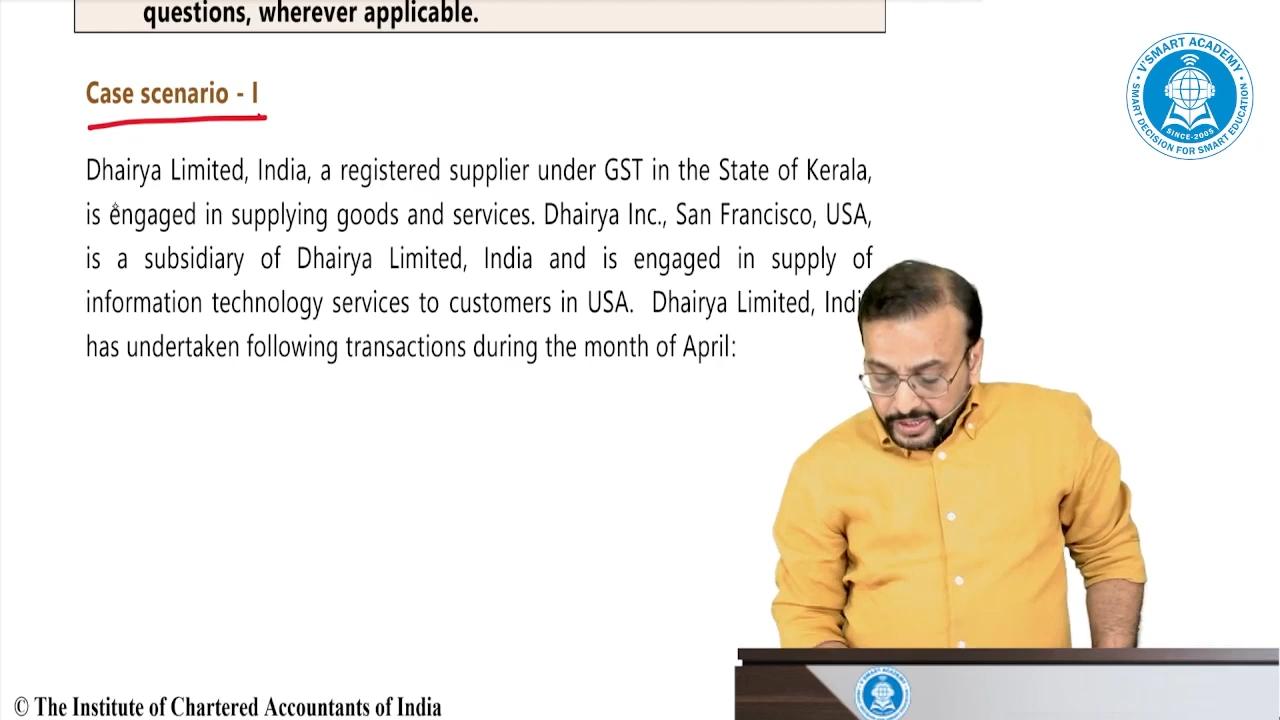 questions, wherever applicable.
V'SMART ACADEMY
SMART DECISION FOR SMART EDUCATION
SINCE-2005
Case scenario - I
Dhairya Limited, India, a registered supplier under GST in the State of Kerala,
is engaged in supplying goods and services. Dhairya Inc., San Francisco, USA,
is a subsidiary of Dhairya Limited, India and is engaged in supply of
information technology services to customers in USA. Dhairya Limited, Indi
has undertaken following transactions during the month of April:
© The Institute of Chartered Accountants of India